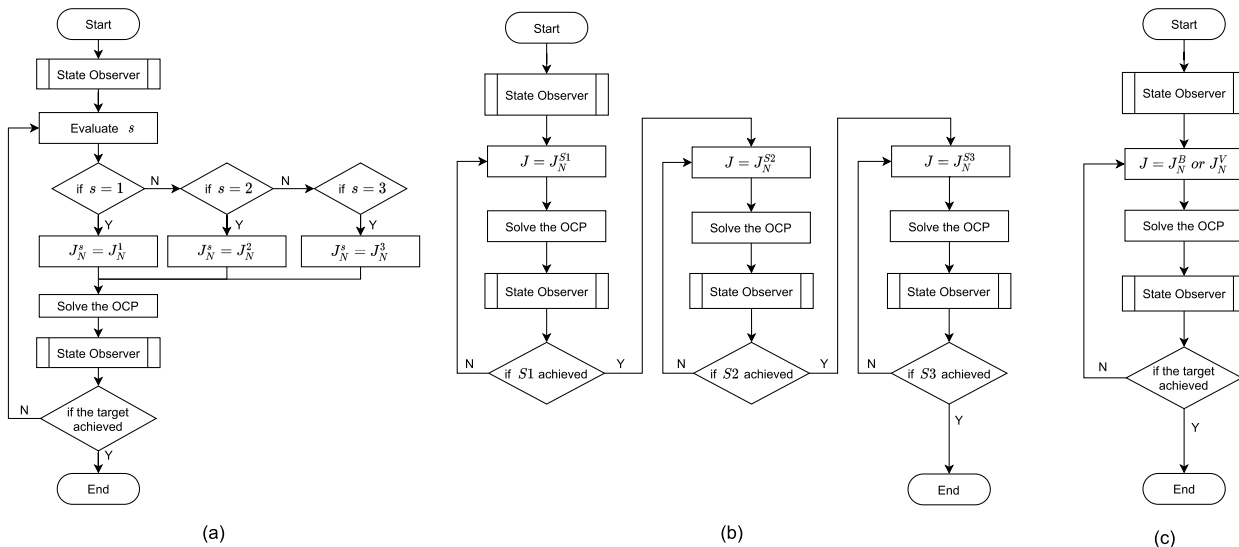 Start
State Observer
Evaluate s
if s = 1
N
if s = 2
N
if s = 3
Y
Y
Y
J_N^s = J_N^1
J_N^s = J_N^2
J_N^s = J_N^3
Solve the OCP
State Observer
N
if the target
achieved
Y
End
(a)
Start
State Observer
J = J_N^{S1}
Solve the OCP
State Observer
N
if S1 achieved
Y
J = J_N^{S2}
Solve the OCP
State Observer
N
if S2 achieved
Y
J = J_N^{S3}
Solve the OCP
State Observer
N
if S3 achieved
Y
End
(b)
Start
State Observer
J = J_N^B or J_N^V
Solve the OCP
State Observer
N
if the target
achieved
Y
End
(c)